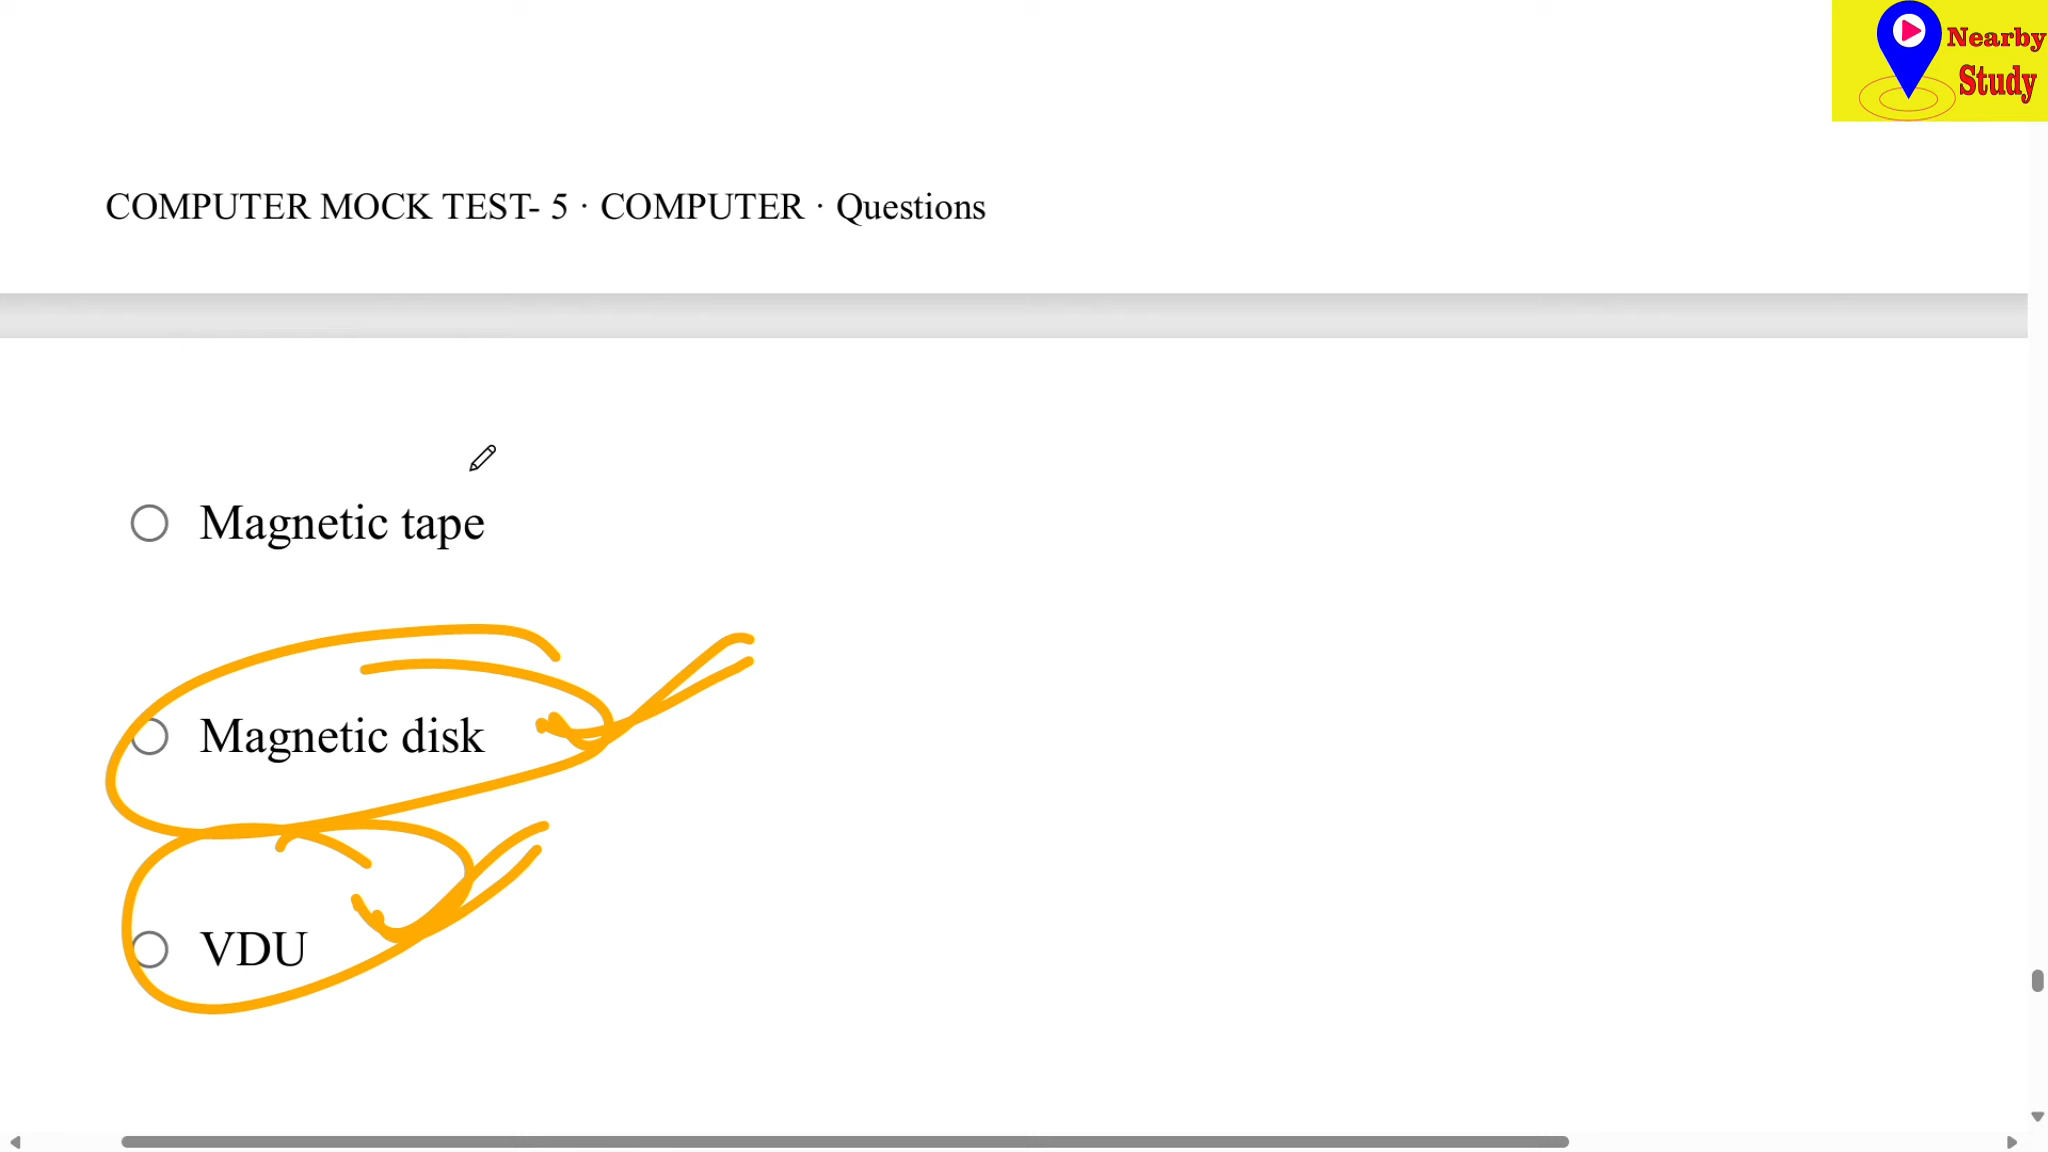 Nearby
Study
COMPUTER MOCK TEST- 5 · COMPUTER · Questions
Magnetic tape
Magnetic disk
VDU